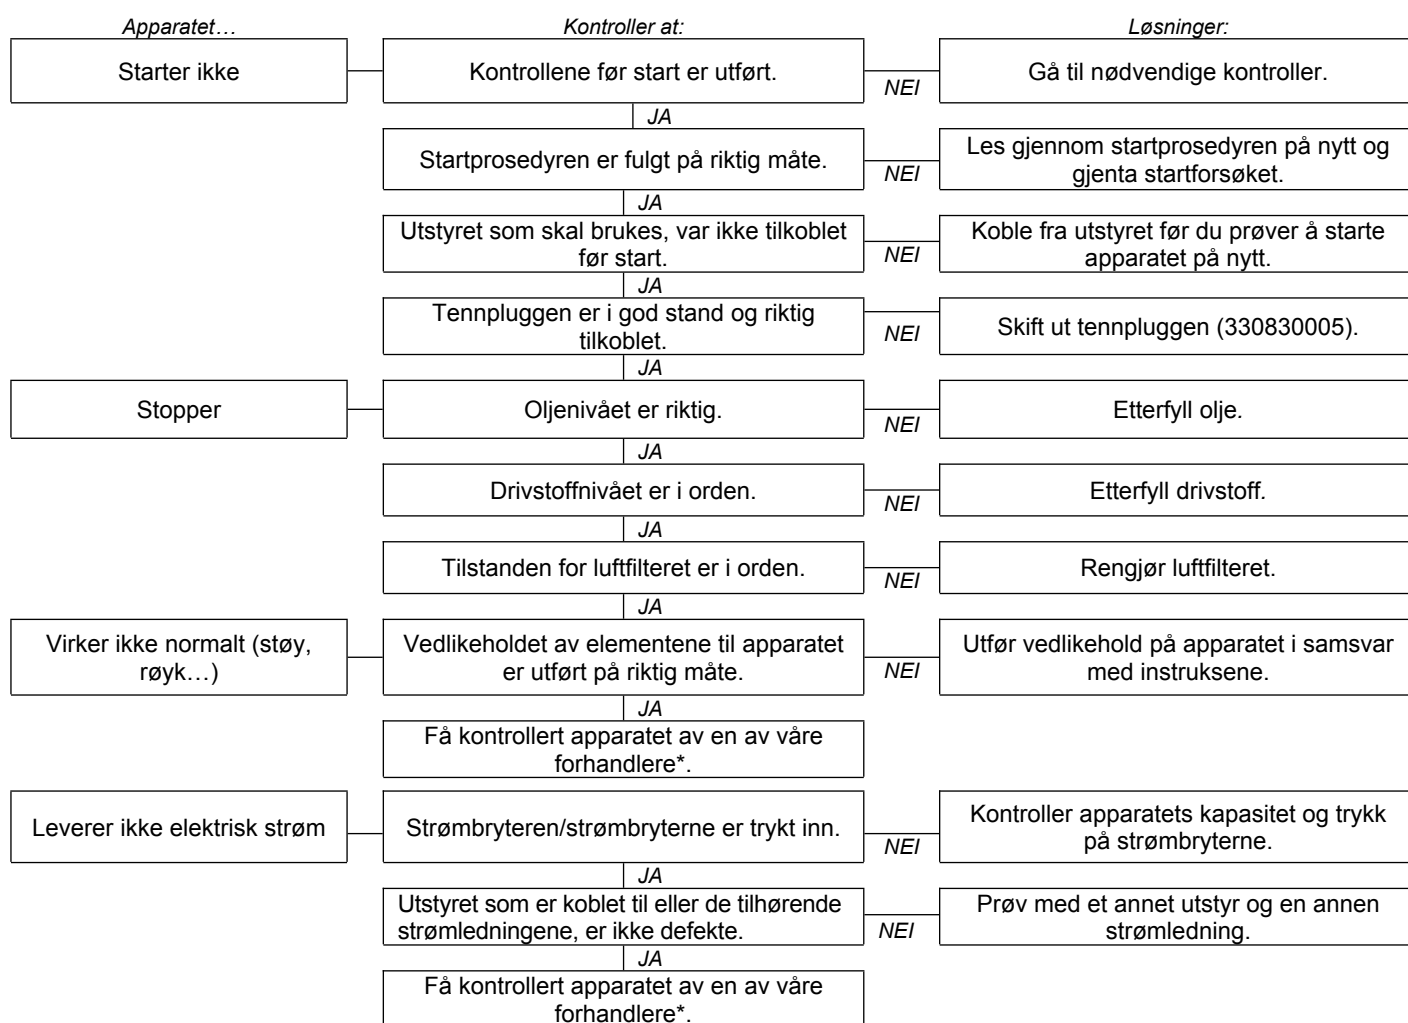 Apparatet…
Kontroller at:
Løsninger:
Starter ikke
Kontrollene før start er utført.
NEI
Gå til nødvendige kontroller.
JA
Startprosedyren er fulgt på riktig måte.
NEI
Les gjennom startprosedyren på nytt og
gjenta startforsøket.
JA
Utstyret som skal brukes, var ikke tilkoblet
før start.
NEI
Koble fra utstyret før du prøver å starte
apparatet på nytt.
JA
Tennpluggen er i god stand og riktig
tilkoblet.
NEI
Skift ut tennpluggen (330830005).
JA
Stopper
Oljenivået er riktig.
NEI
Etterfyll olje.
JA
Drivstoffnivået er i orden.
NEI
Etterfyll drivstoff.
JA
Tilstanden for luftfilteret er i orden.
NEI
Rengjør luftfilteret.
JA
Virker ikke normalt (støy,
røyk…)
Vedlikeholdet av elementene til apparatet
er utført på riktig måte.
NEI
Utfør vedlikehold på apparatet i samsvar
med instruksene.
JA
Få kontrollert apparatet av en av våre
forhandlere*.
Leverer ikke elektrisk strøm
Strømbryteren/strømbryterne er trykt inn.
NEI
Kontroller apparatets kapasitet og trykk
på strømbryterne.
JA
Utstyret som er koblet til eller de tilhørende
strømledningene, er ikke defekte.
NEI
Prøv med et annet utstyr og en annen
strømledning.
JA
Få kontrollert apparatet av en av våre
forhandlere*.